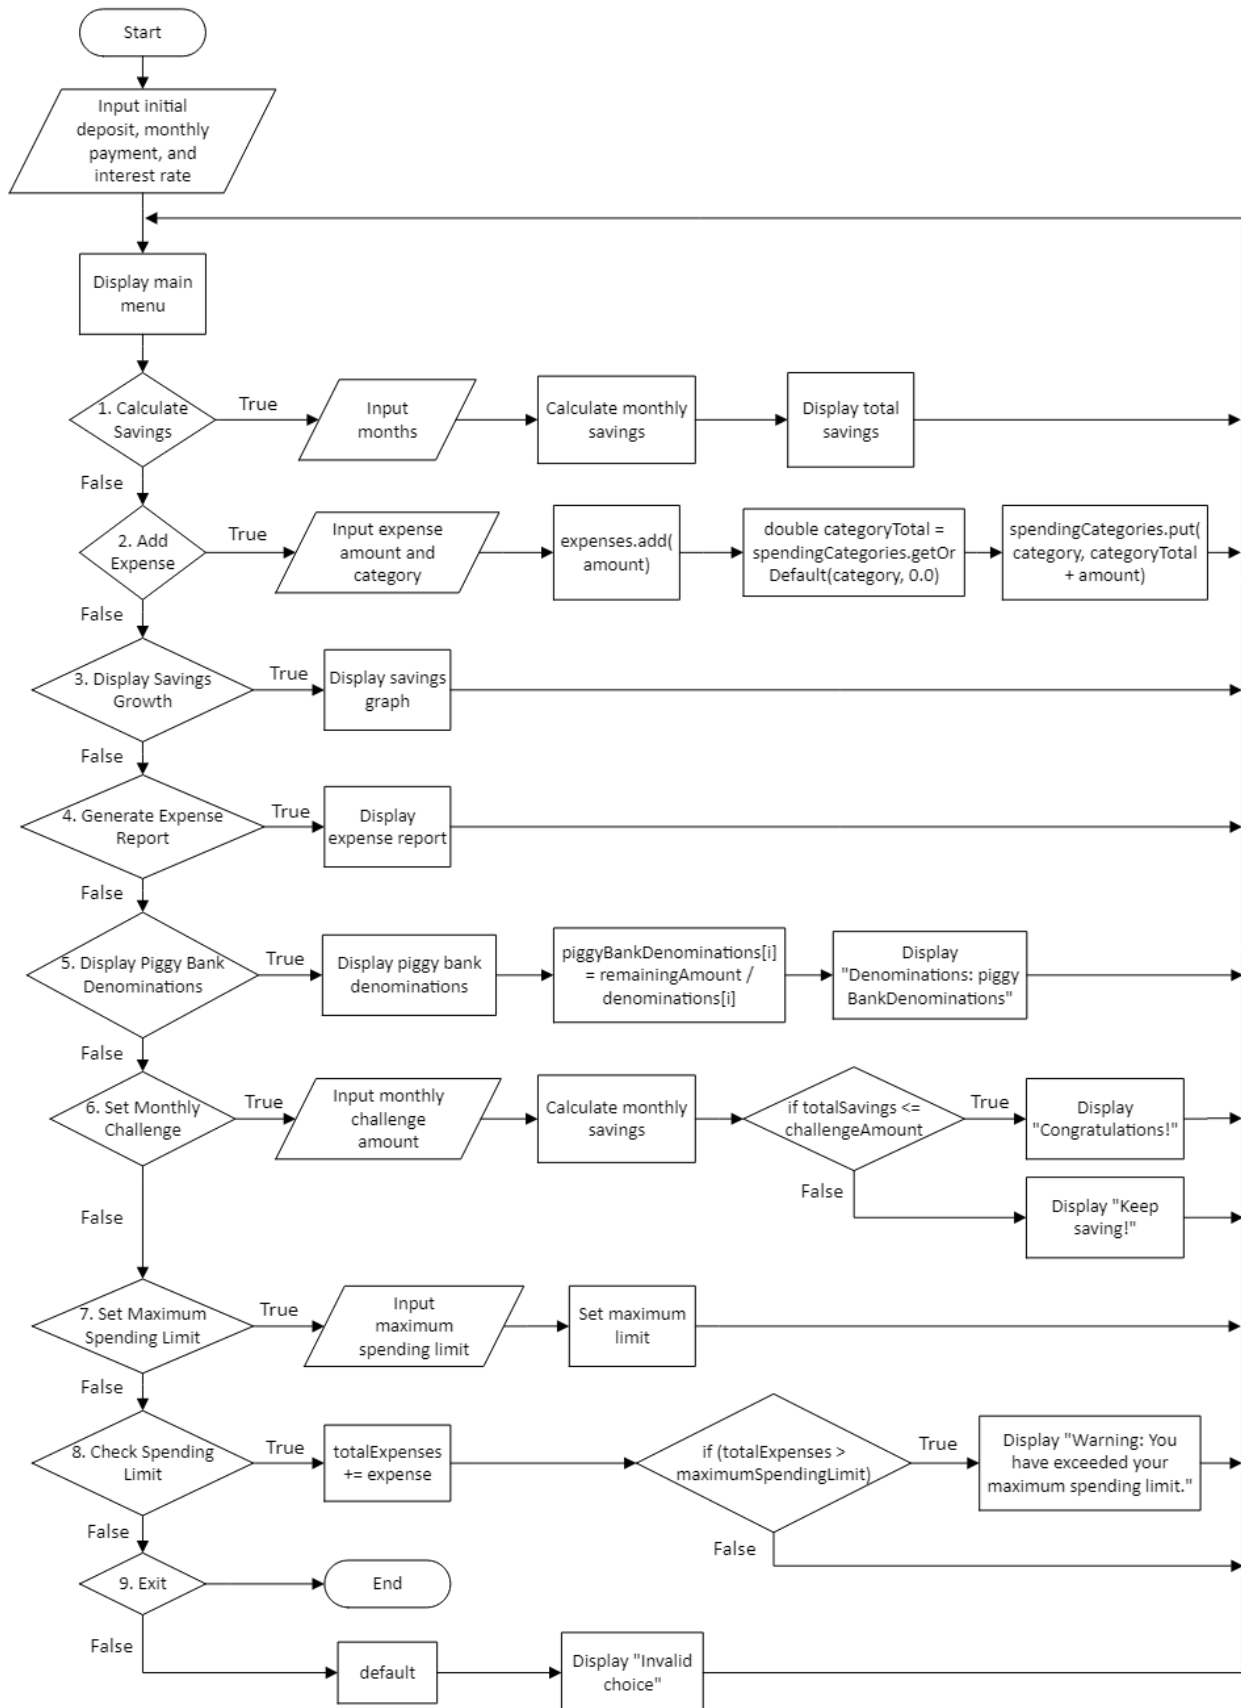 Start
Input initial
deposit, monthly
payment, and
interest rate
Display main
menu
1. Calculate
Savings
True
Input
months
Calculate monthly
savings
Display total
savings
False
2. Add
Expense
True
Input expense
amount and
category
expenses.add(
amount)
double categoryTotal =
spendingCategories.getOr
Default(category, 0.0)
spendingCategories.put(
category, categoryTotal
+ amount)
False
3. Display Savings
Growth
True
Display savings
graph
False
4. Generate Expense
Report
True
Display
expense report
False
5. Display Piggy Bank
Denominations
True
Display piggy bank
denominations
piggyBankDenominations[i]
= remainingAmount /
denominations[i]
Display
"Denominations: piggy
BankDenominations"
False
6. Set Monthly
Challenge
True
Input monthly
challenge
amount
Calculate monthly
savings
if totalSavings <=
challengeAmount
True
Display
"Congratulations!"
False
Display "Keep
saving!"
False
7. Set Maximum
Spending Limit
True
Input
maximum
spending limit
Set maximum
limit
False
8. Check Spending
Limit
True
totalExpenses
+= expense
if (totalExpenses >
maximumSpendingLimit)
True
Display "Warning: You
have exceeded your
maximum spending limit."
False
False
9. Exit
End
False
default
Display "Invalid
choice"